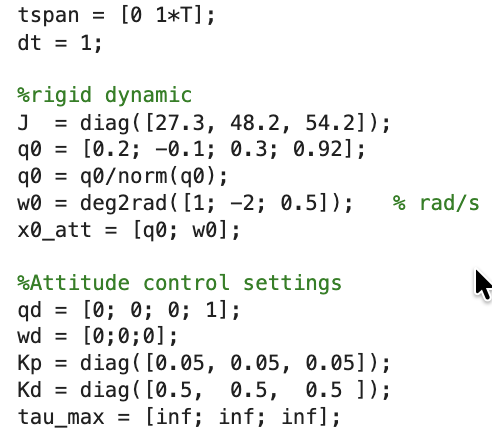 tspan = [0 1*T];
dt = 1;
%rigid dynamic
J  = diag([27.3, 48.2, 54.2]);
q0 = [0.2; -0.1; 0.3; 0.92];
q0 = q0/norm(q0);
w0 = deg2rad([1; -2; 0.5]);   % rad/s
x0_att = [q0; w0];
%Attitude control settings
qd = [0; 0; 0; 1];
wd = [0;0;0];
Kp = diag([0.05, 0.05, 0.05]);
Kd = diag([0.5,  0.5,  0.5 ]);
tau_max = [inf; inf; inf];